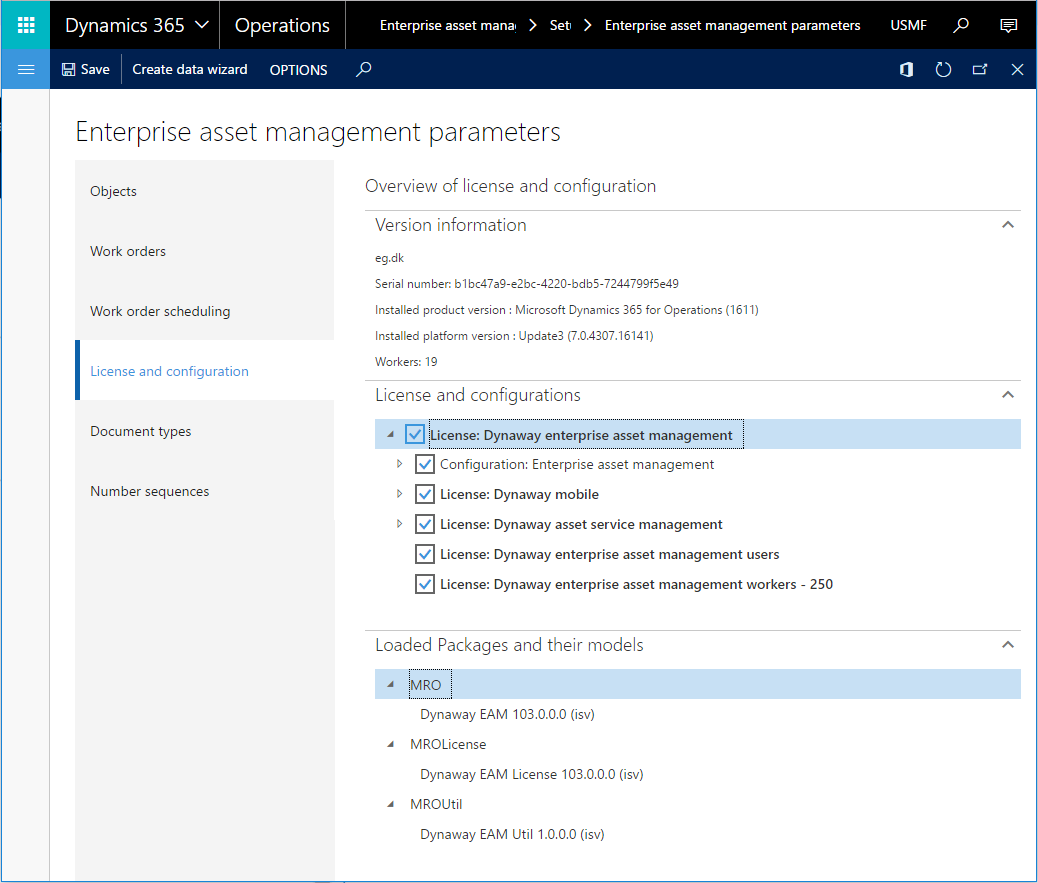 Dynamics 365 Operations Enterprise asset mana Set Enterprise asset management parameters USMF
Save Create data wizard OPTIONS
Enterprise asset management parameters
Objects
Work orders
Work order scheduling
License and configuration
Document types
Number sequences
Overview of license and configuration
Version information
eg.dk
Serial number: b1bc47a9-e2bc-4220-bdb5-7244799f5e49
Installed product version : Microsoft Dynamics 365 for Operations (1611)
Installed platform version : Update3 (7.0.4307.16141)
Workers: 19
License and configurations
License: Dynaway enterprise asset management
Configuration: Enterprise asset management
License: Dynaway mobile
License: Dynaway asset service management
License: Dynaway enterprise asset management users
License: Dynaway enterprise asset management workers - 250
Loaded Packages and their models
MRO
Dynaway EAM 103.0.0.0 (isv)
MROLicense
Dynaway EAM License 103.0.0.0 (isv)
MROUtil
Dynaway EAM Util 1.0.0.0 (isv)